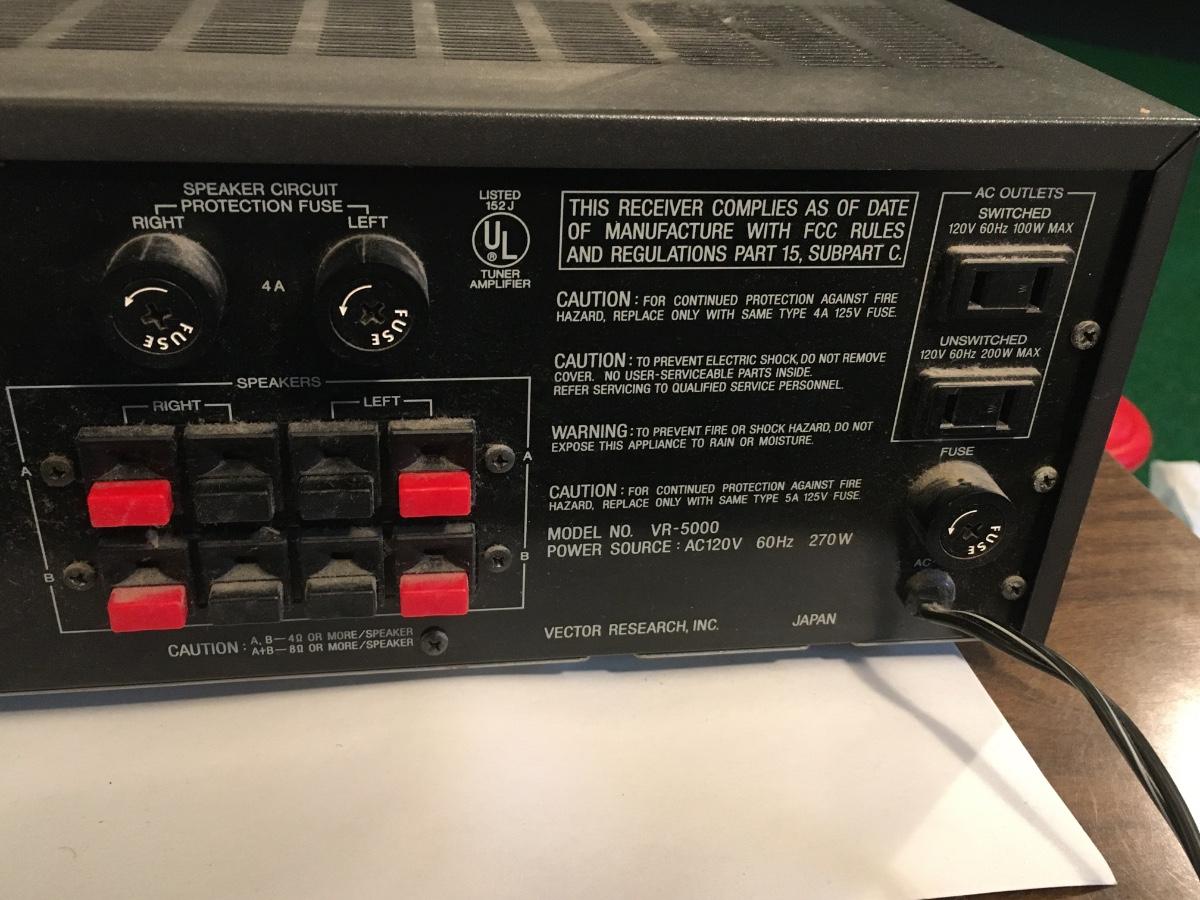 SPEAKER CIRCUIT
PROTECTION FUSE
RIGHT
LEFT
4A
FUSE
FUSE
LISTED
152J
UL
®
TUNER
AMPLIFIER
THIS RECEIVER COMPLIES AS OF DATE
OF MANUFACTURE WITH FCC RULES
AND REGULATIONS PART 15, SUBPART C.
CAUTION : FOR CONTINUED PROTECTION AGAINST FIRE
HAZARD, REPLACE ONLY WITH SAME TYPE 4A 125V FUSE.
CAUTION : TO PREVENT ELECTRIC SHOCK, DO NOT REMOVE
COVER. NO USER-SERVICEABLE PARTS INSIDE.
REFER SERVICING TO QUALIFIED SERVICE PERSONNEL.
WARNING : TO PREVENT FIRE OR SHOCK HAZARD, DO NOT
EXPOSE THIS APPLIANCE TO RAIN OR MOISTURE.
CAUTION : FOR CONTINUED PROTECTION AGAINST FIRE
HAZARD, REPLACE ONLY WITH SAME TYPE 5A 125V FUSE.
MODEL NO. VR-5000
POWER SOURCE : AC120V 60Hz 270W
VECTOR RESEARCH, INC. JAPAN
AC OUTLETS
SWITCHED
120V 60Hz 100W MAX
W
UNSWITCHED
120V 60Hz 200W MAX
W
FUSE
FUSE
AC
SPEAKERS
RIGHT
LEFT
A
A
B
B
CAUTION : A, B—4Ω OR MORE/SPEAKER
A+B—8Ω OR MORE/SPEAKER